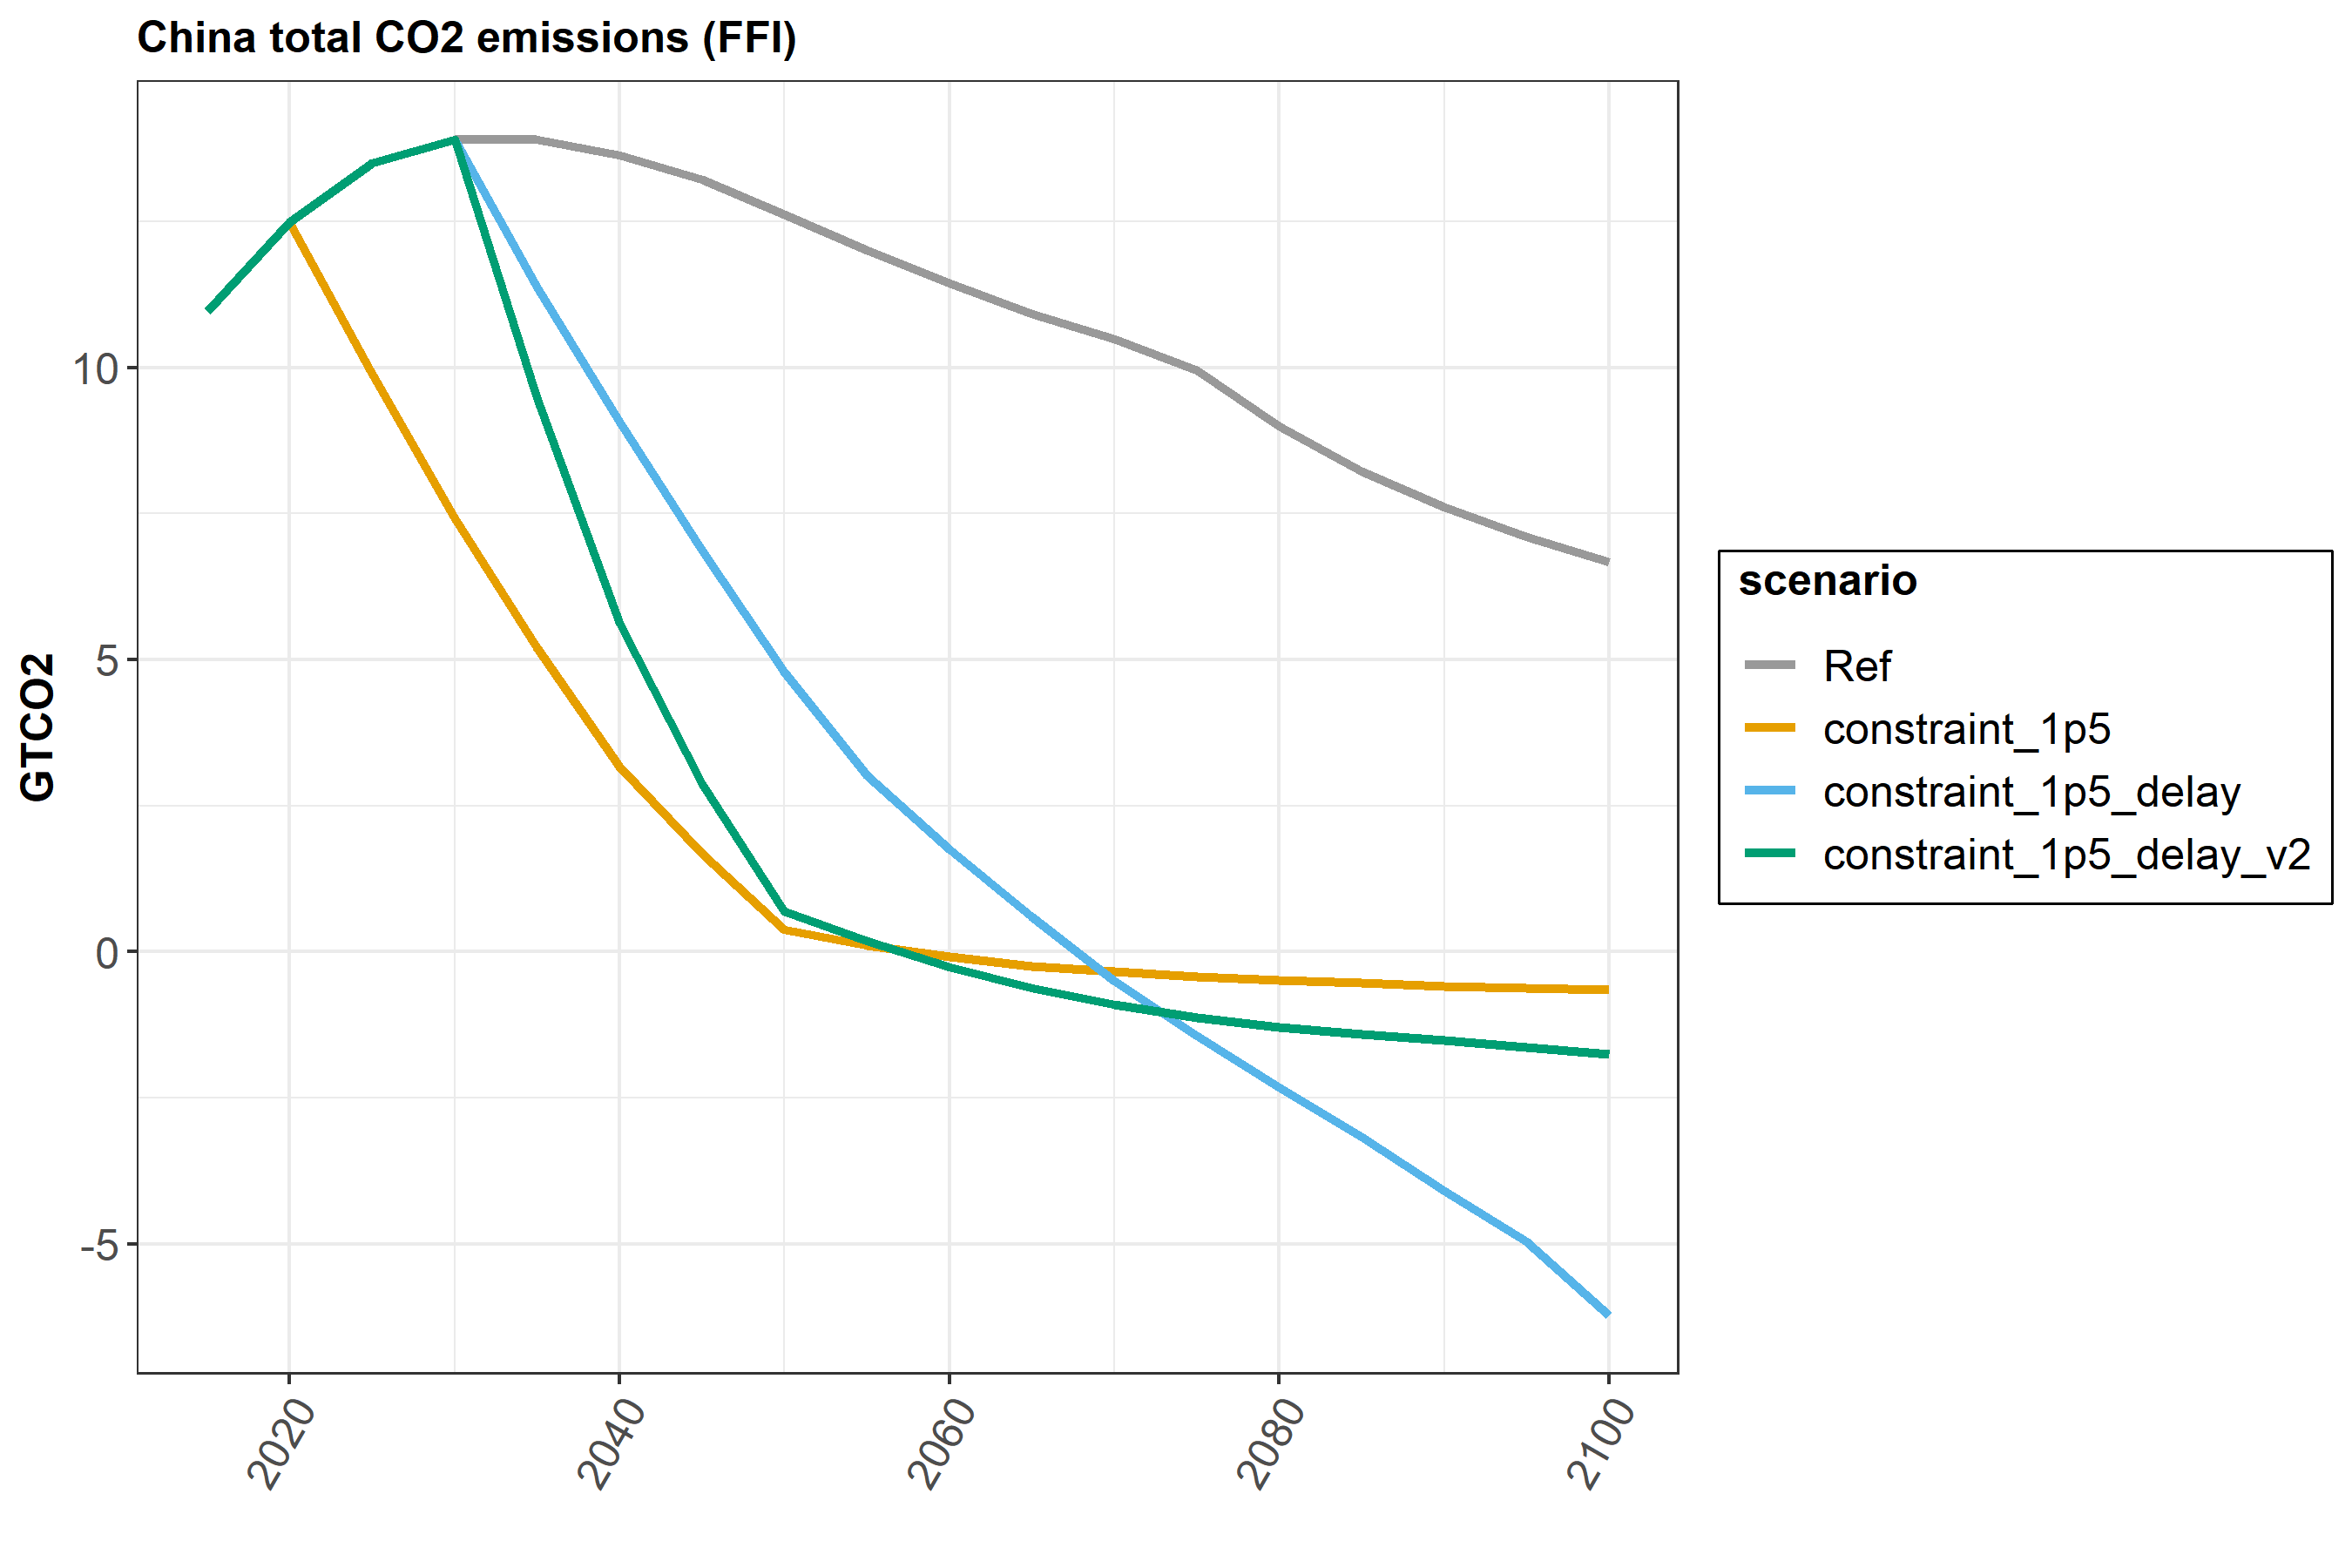 China total CO2 emissions (FFI)
GTCO2
10
5
0
-5
2020
2040
2060
2080
2100
scenario
Ref
constraint_1p5
constraint_1p5_delay
constraint_1p5_delay_v2